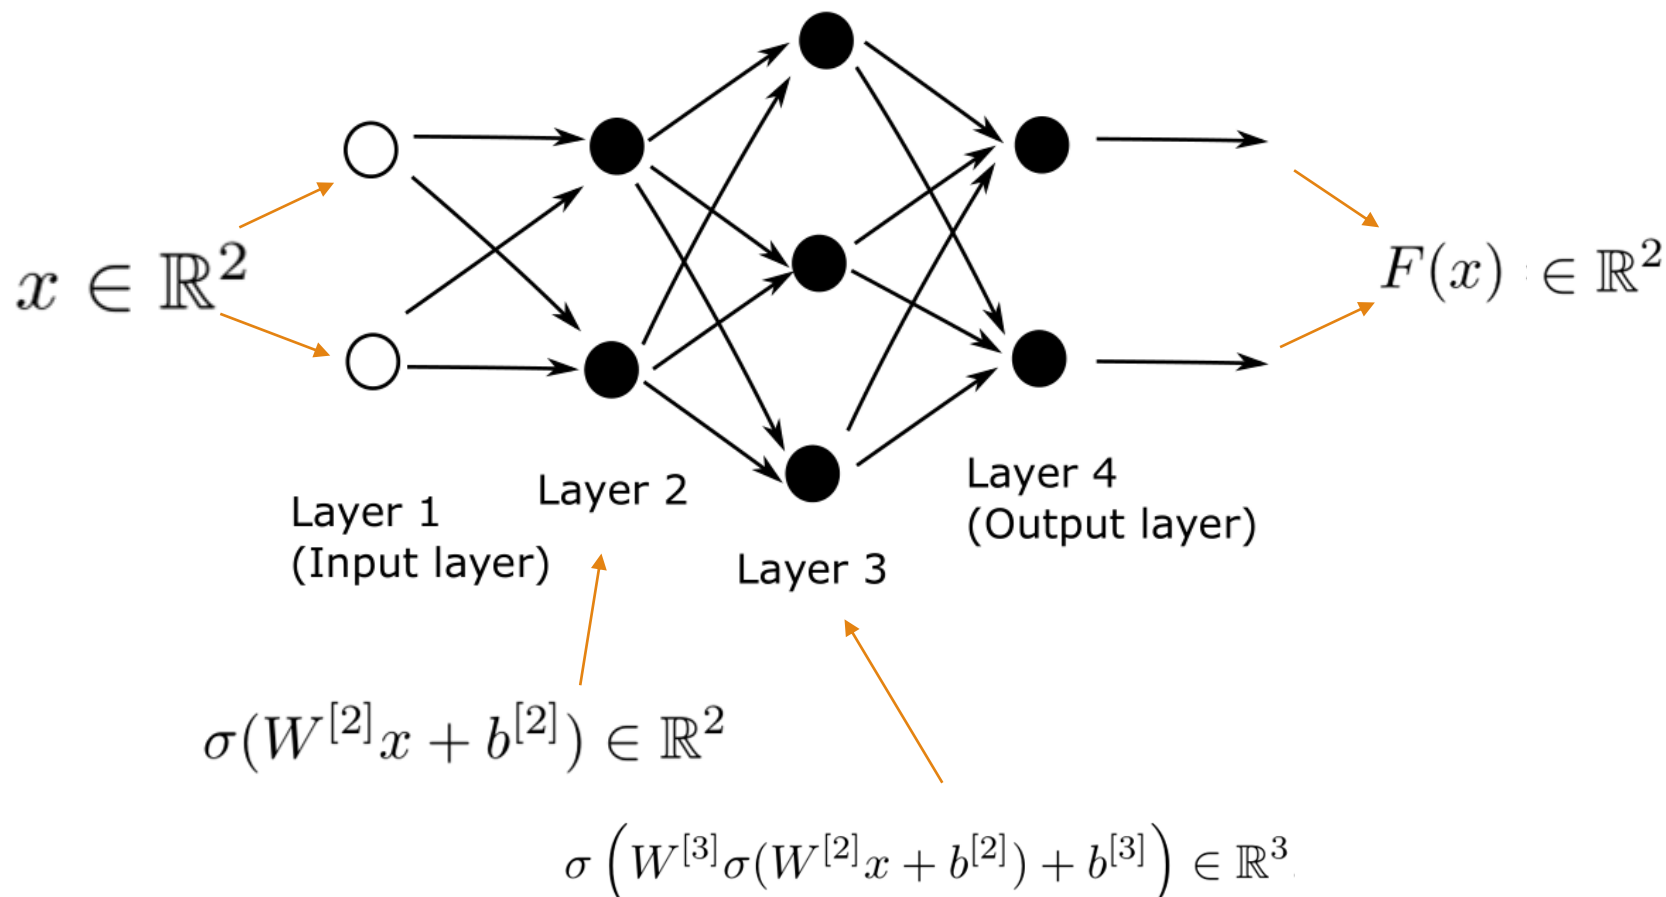 x ∈ ℝ²
F(x) ∈ ℝ²
Layer 1
(Input layer)
Layer 2
Layer 3
Layer 4
(Output layer)
σ(W^{[2]}x + b^{[2]}) ∈ ℝ²
σ(W^{[3]}σ(W^{[2]}x + b^{[2]}) + b^{[3]}) ∈ ℝ³